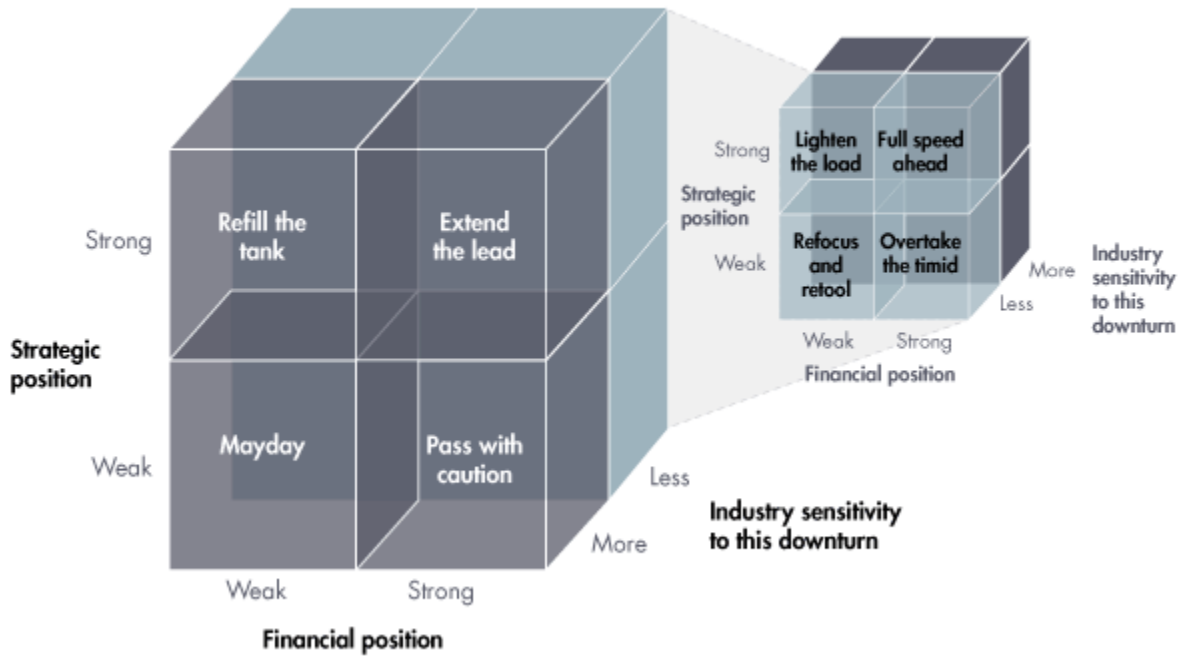 Refill the
tank
Extend
the lead
Strong
Strategic
position
Mayday
Pass with
caution
Weak
Less
More
Industry sensitivity
to this downturn
Weak
Strong
Financial position
Lighten
the load
Full speed
ahead
Strong
Strategic
position
Refocus
and
retool
Overtake
the timid
Weak
More
Less
Industry
sensitivity
to this
downturn
Weak
Strong
Financial position